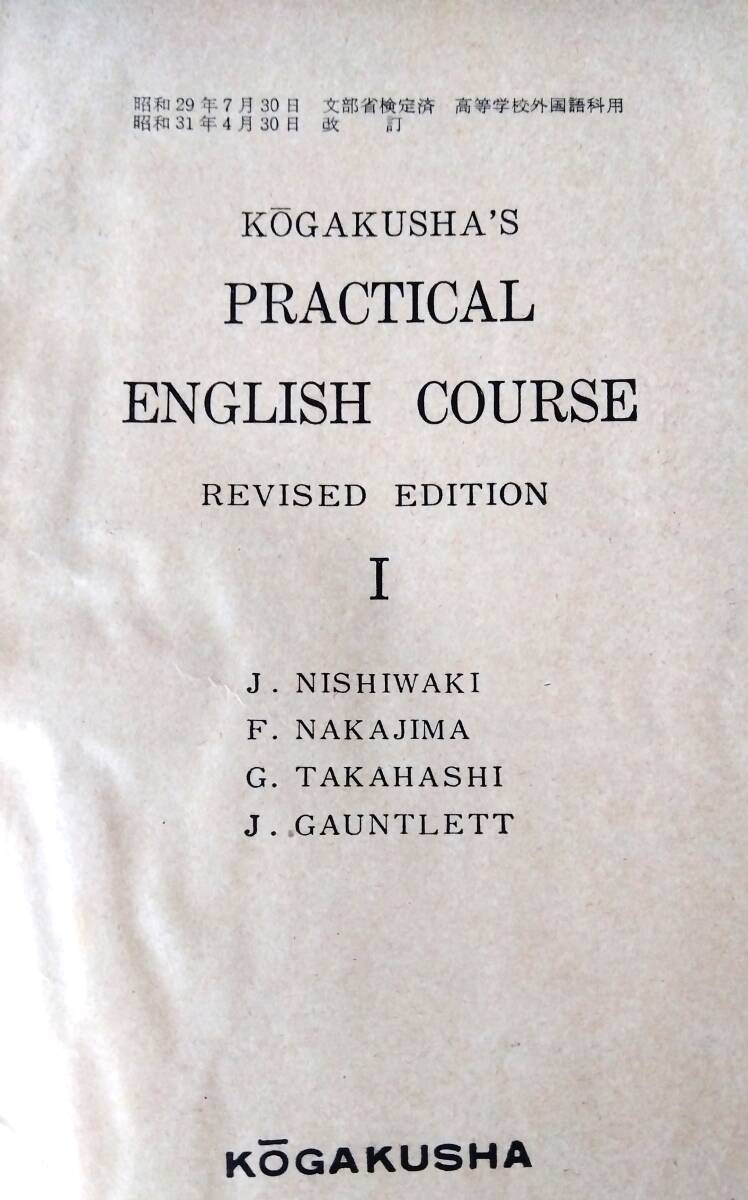 昭和29年7月30日 文部省検定済 高等学校外国語科用
昭和31年4月30日 改 訂
KŌGAKUSHA'S
PRACTICAL
ENGLISH COURSE
REVISED EDITION
I
J. NISHIWAKI
F. NAKAJIMA
G. TAKAHASHI
J. GAUNTLETT
KŌGAKUSHA